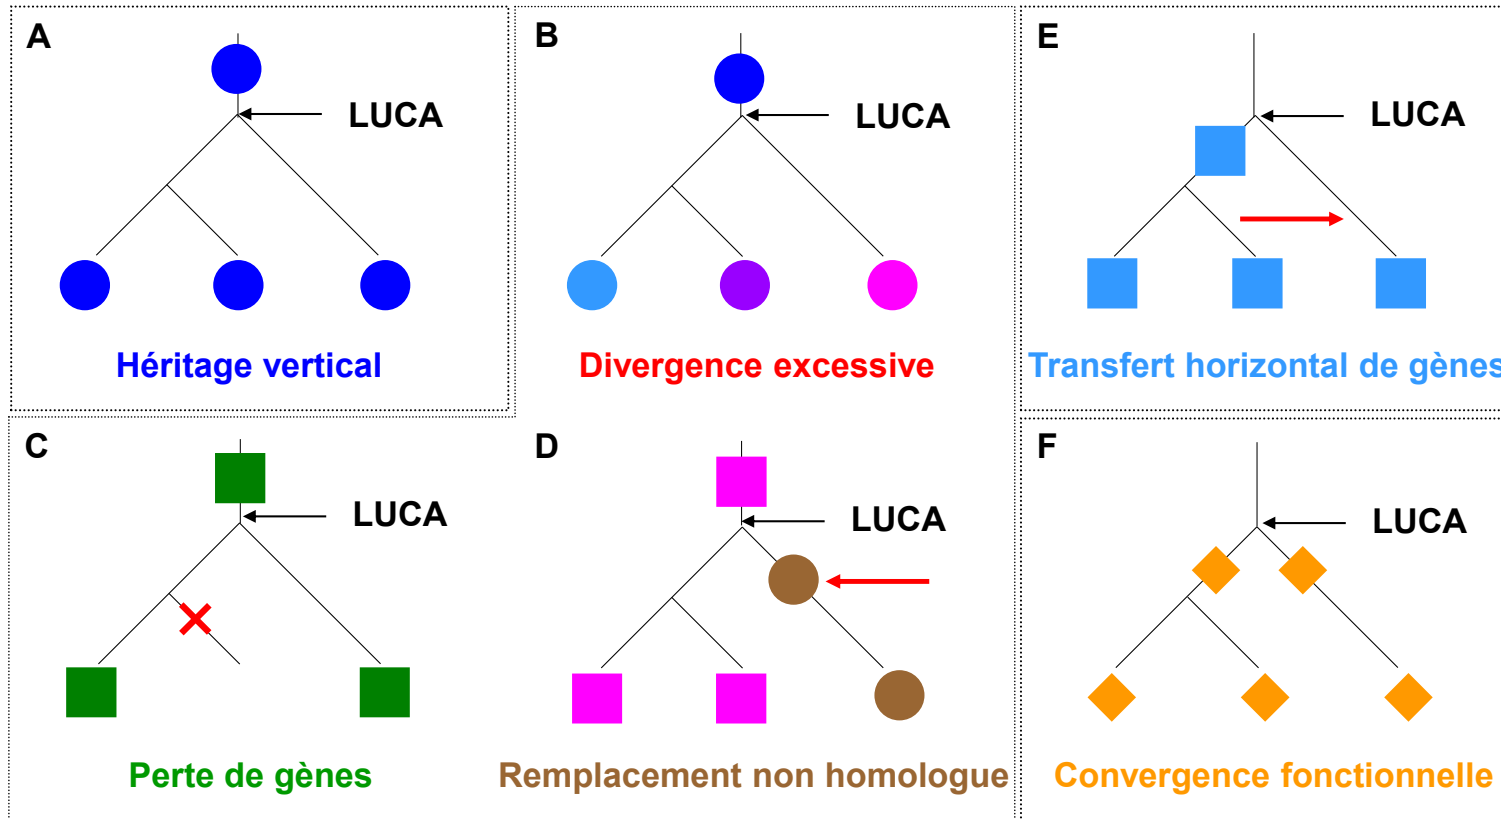 A
LUCA
Héritage vertical
B
LUCA
Divergence excessive
E
LUCA
Transfert horizontal de gènes
C
LUCA
Perte de gènes
D
LUCA
Remplacement non homologue
F
LUCA
Convergence fonctionnelle